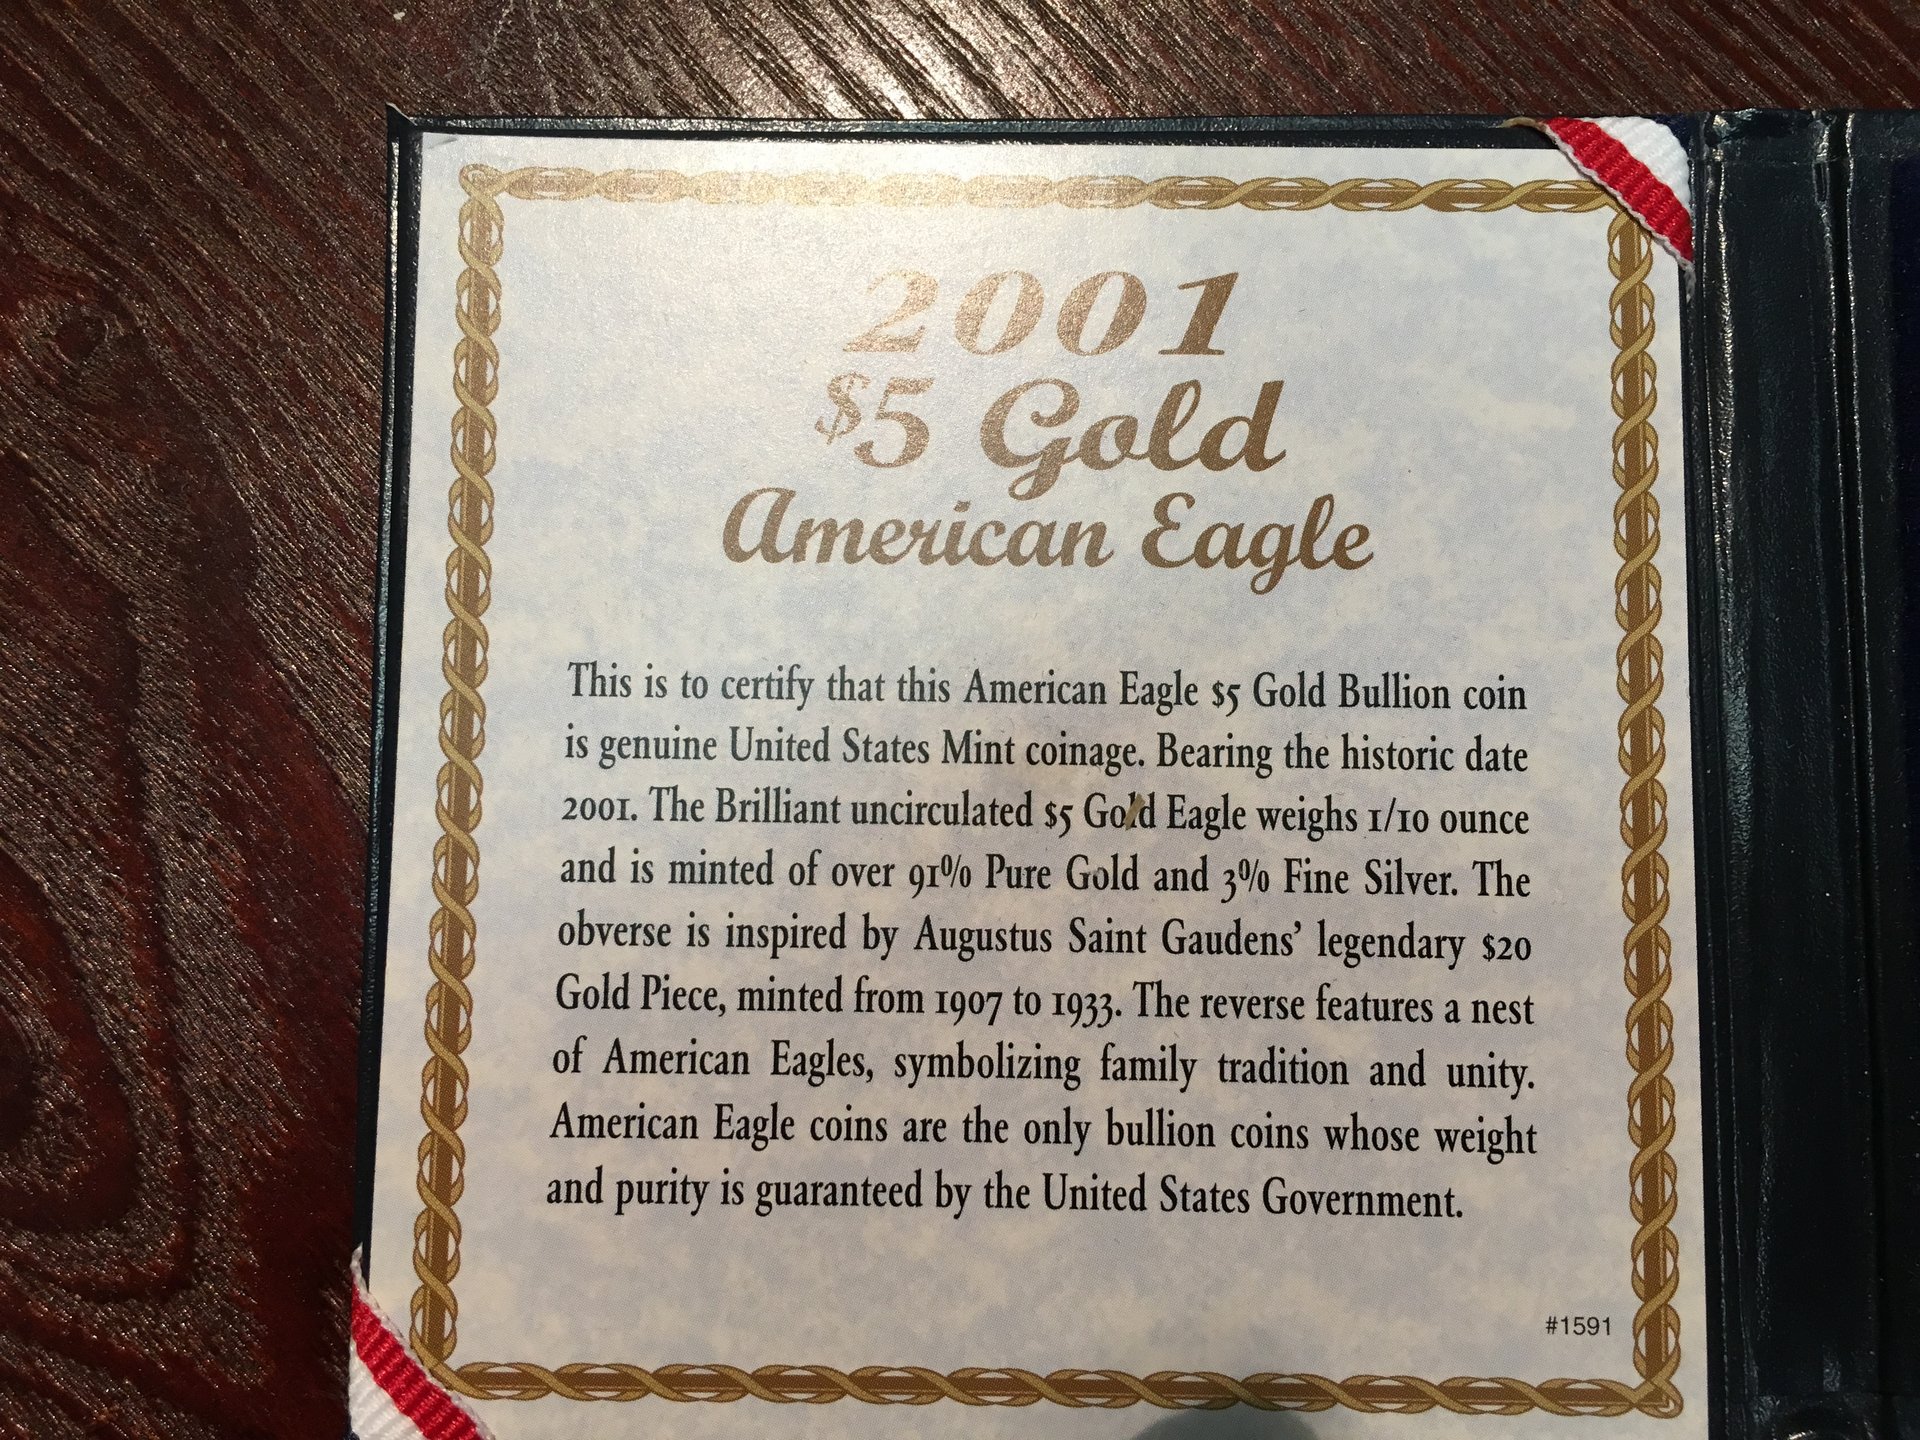 2001
$5 Gold
American Eagle
This is to certify that this American Eagle $5 Gold Bullion coin
is genuine United States Mint coinage. Bearing the historic date
2001. The Brilliant uncirculated $5 Gold Eagle weighs 1/10 ounce
and is minted of over 91% Pure Gold and 3% Fine Silver. The
obverse is inspired by Augustus Saint Gaudens’ legendary $20
Gold Piece, minted from 1907 to 1933. The reverse features a nest
of American Eagles, symbolizing family tradition and unity.
American Eagle coins are the only bullion coins whose weight
and purity is guaranteed by the United States Government.
#1591